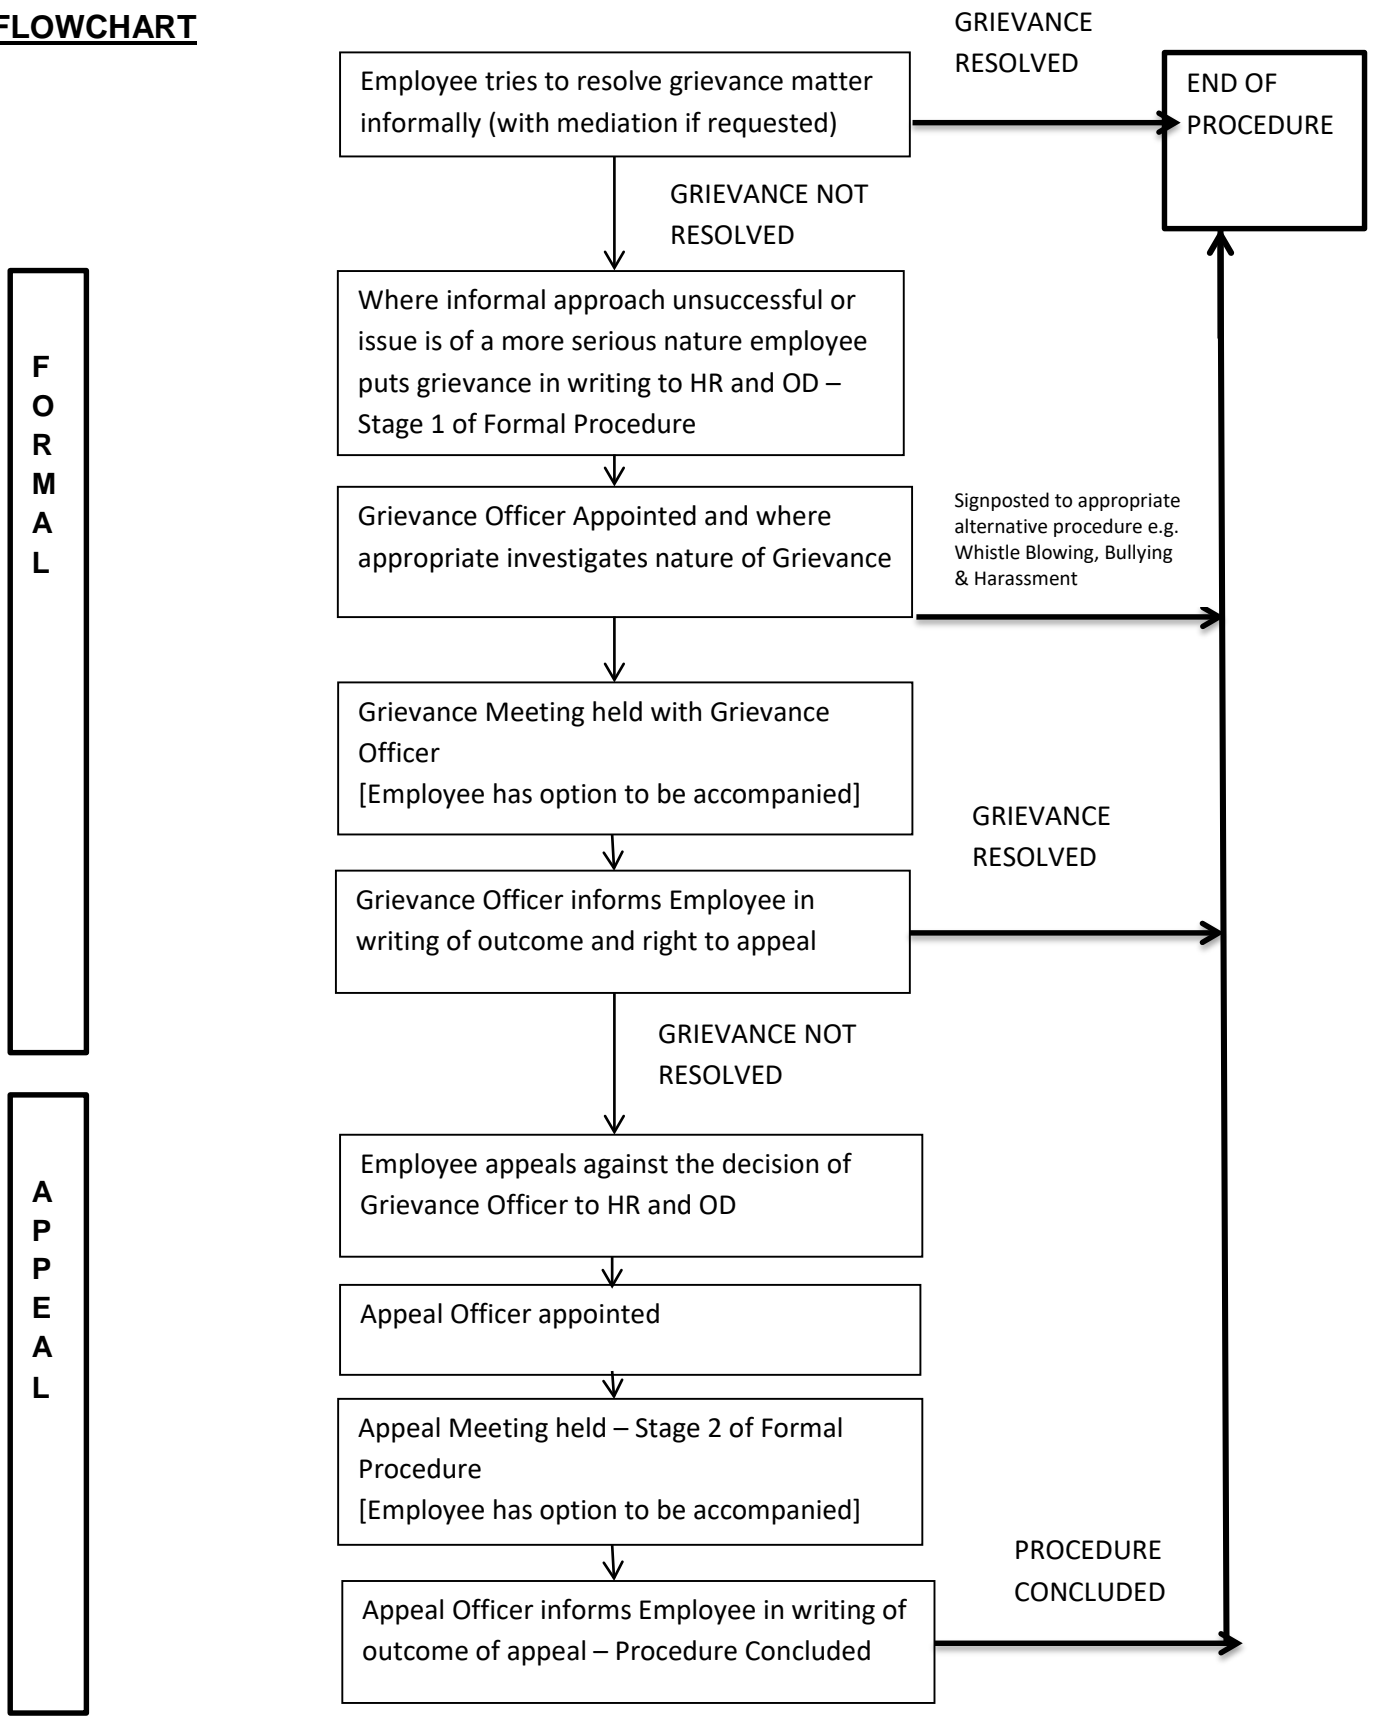 FLOWCHART
GRIEVANCE
RESOLVED
END OF
PROCEDURE
Employee tries to resolve grievance matter
informally (with mediation if requested)
GRIEVANCE NOT
RESOLVED
F
O
R
M
A
L
Where informal approach unsuccessful or
issue is of a more serious nature employee
puts grievance in writing to HR and OD –
Stage 1 of Formal Procedure
Grievance Officer Appointed and where
appropriate investigates nature of Grievance
Signposted to appropriate
alternative procedure e.g.
Whistle Blowing, Bullying
& Harassment
Grievance Meeting held with Grievance
Officer
[Employee has option to be accompanied]
GRIEVANCE
RESOLVED
Grievance Officer informs Employee in
writing of outcome and right to appeal
GRIEVANCE NOT
RESOLVED
A
P
P
E
A
L
Employee appeals against the decision of
Grievance Officer to HR and OD
Appeal Officer appointed
Appeal Meeting held – Stage 2 of Formal
Procedure
[Employee has option to be accompanied]
PROCEDURE
CONCLUDED
Appeal Officer informs Employee in writing of
outcome of appeal – Procedure Concluded